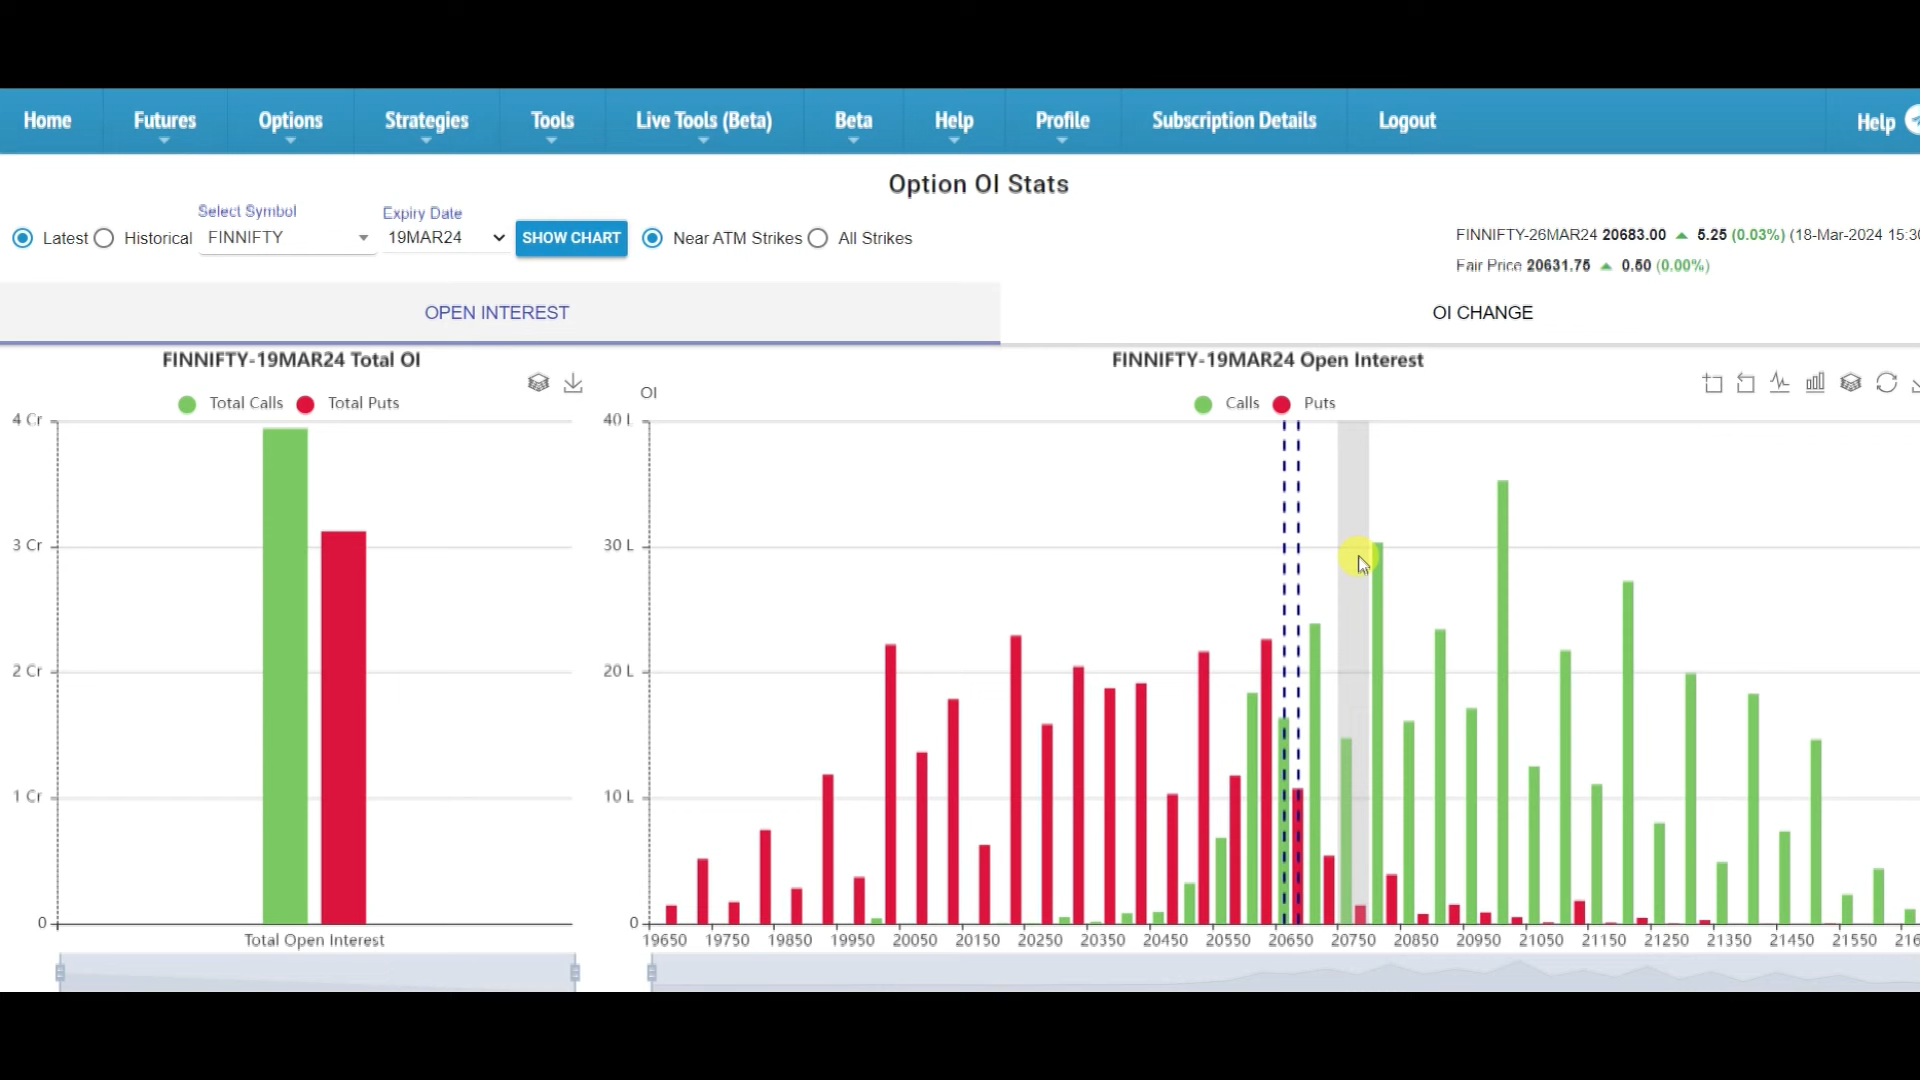 Home Futures Options Strategies Tools Live Tools (Beta) Beta Help Profile Subscription Details Logout Help
Option OI Stats
Select Symbol Expiry Date
Latest Historical FINNIFTY 19MAR24 SHOW CHART Near ATM Strikes All Strikes
FINNIFTY-26MAR24 20683.00 5.25 (0.03%) (18-Mar-2024 15:30
Fair Price 20631.75 0.50 (0.00%)
OPEN INTEREST OI CHANGE
FINNIFTY-19MAR24 Total OI
Total Calls Total Puts
4 Cr
3 Cr
2 Cr
1 Cr
0
Total Open Interest
FINNIFTY-19MAR24 Open Interest
OI
Calls Puts
40 L
30 L
20 L
10 L
0
19650 19750 19850 19950 20050 20150 20250 20350 20450 20550 20650 20750 20850 20950 21050 21150 21250 21350 21450 21550